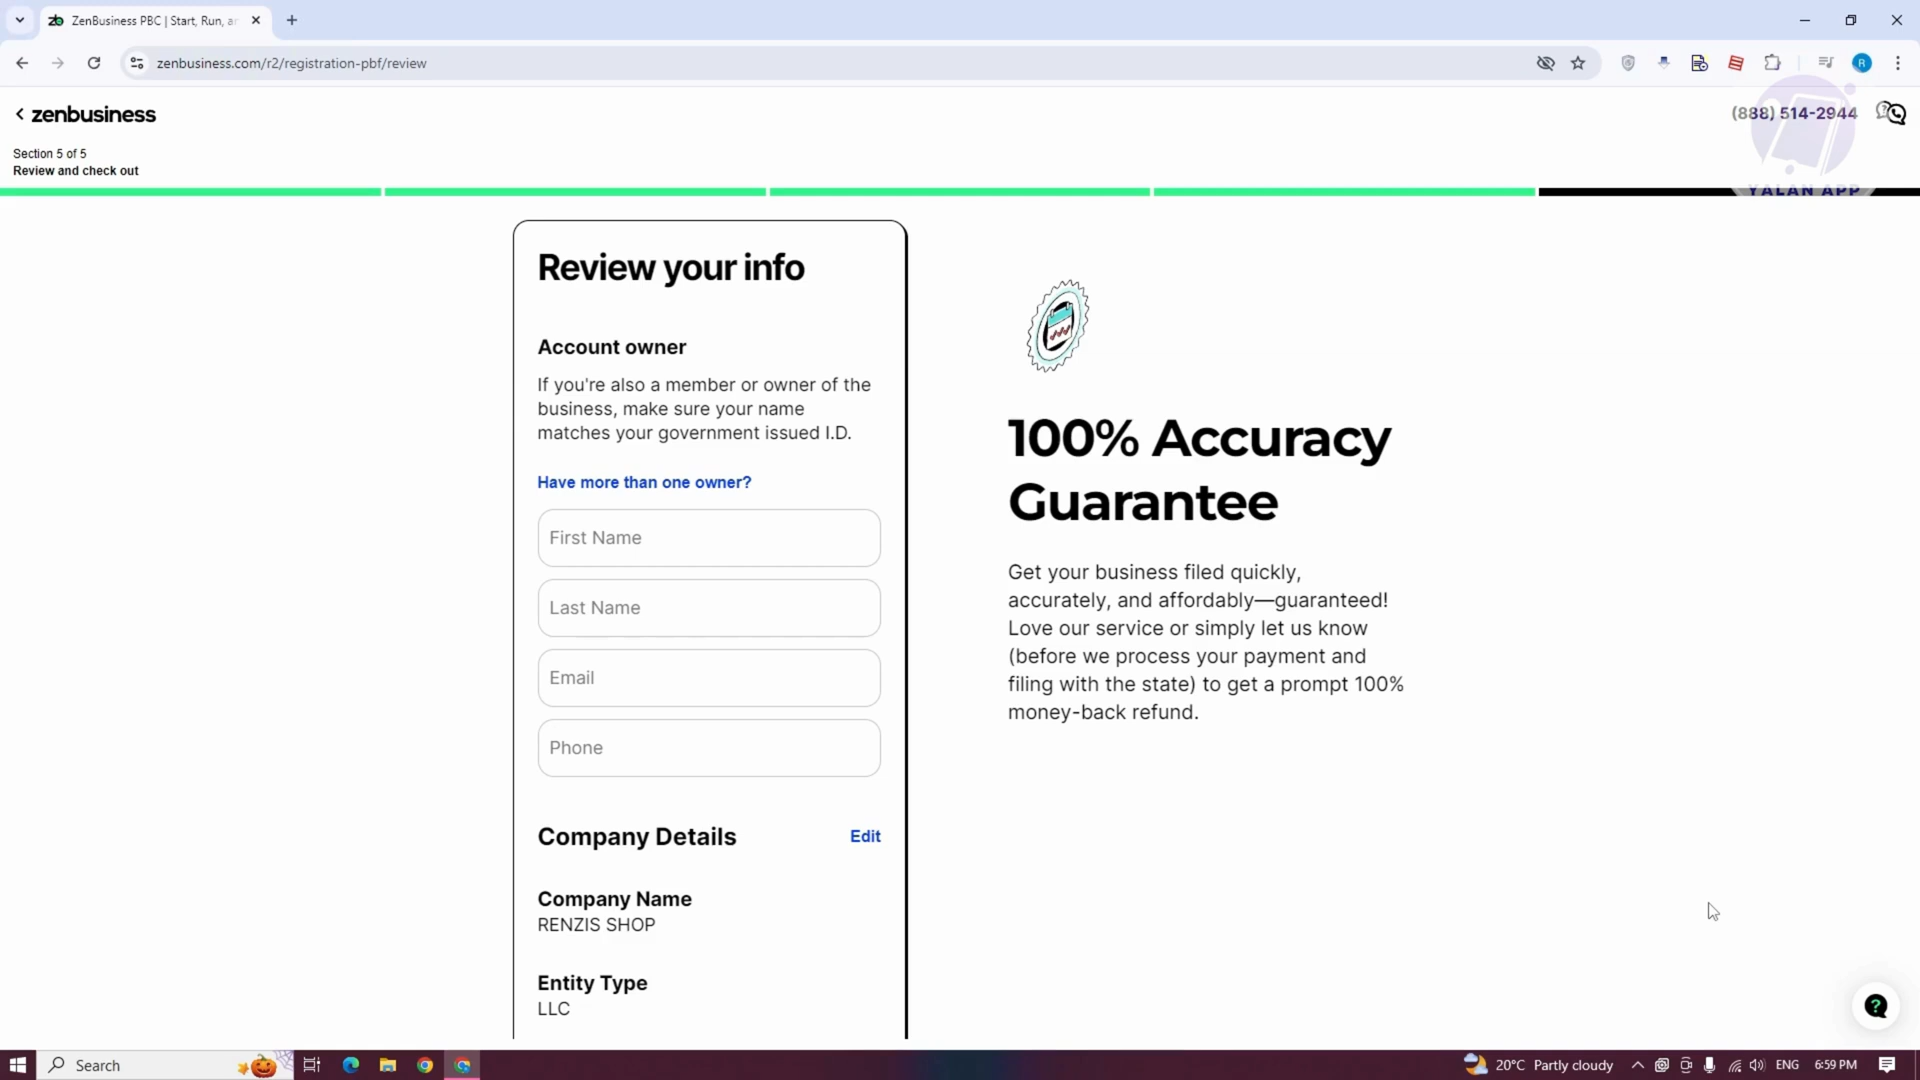 ZenBusiness PBC | Start, Run, a
zenbusiness.com/r2/registration-pbf/review
R
zenbusiness
(888) 514-2944
Section 5 of 5
Review and check out
YALAN APP
Review your info
Account owner
If you're also a member or owner of the
business, make sure your name
matches your government issued I.D.
Have more than one owner?
First Name
Last Name
Email
Phone
Company Details
Edit
Company Name
RENZIS SHOP
Entity Type
LLC
100% Accuracy
Guarantee
Get your business filed quickly,
accurately, and affordably—guaranteed!
Love our service or simply let us know
(before we process your payment and
filing with the state) to get a prompt 100%
money-back refund.
Search
20°C Partly cloudy
ENG
6:59 PM